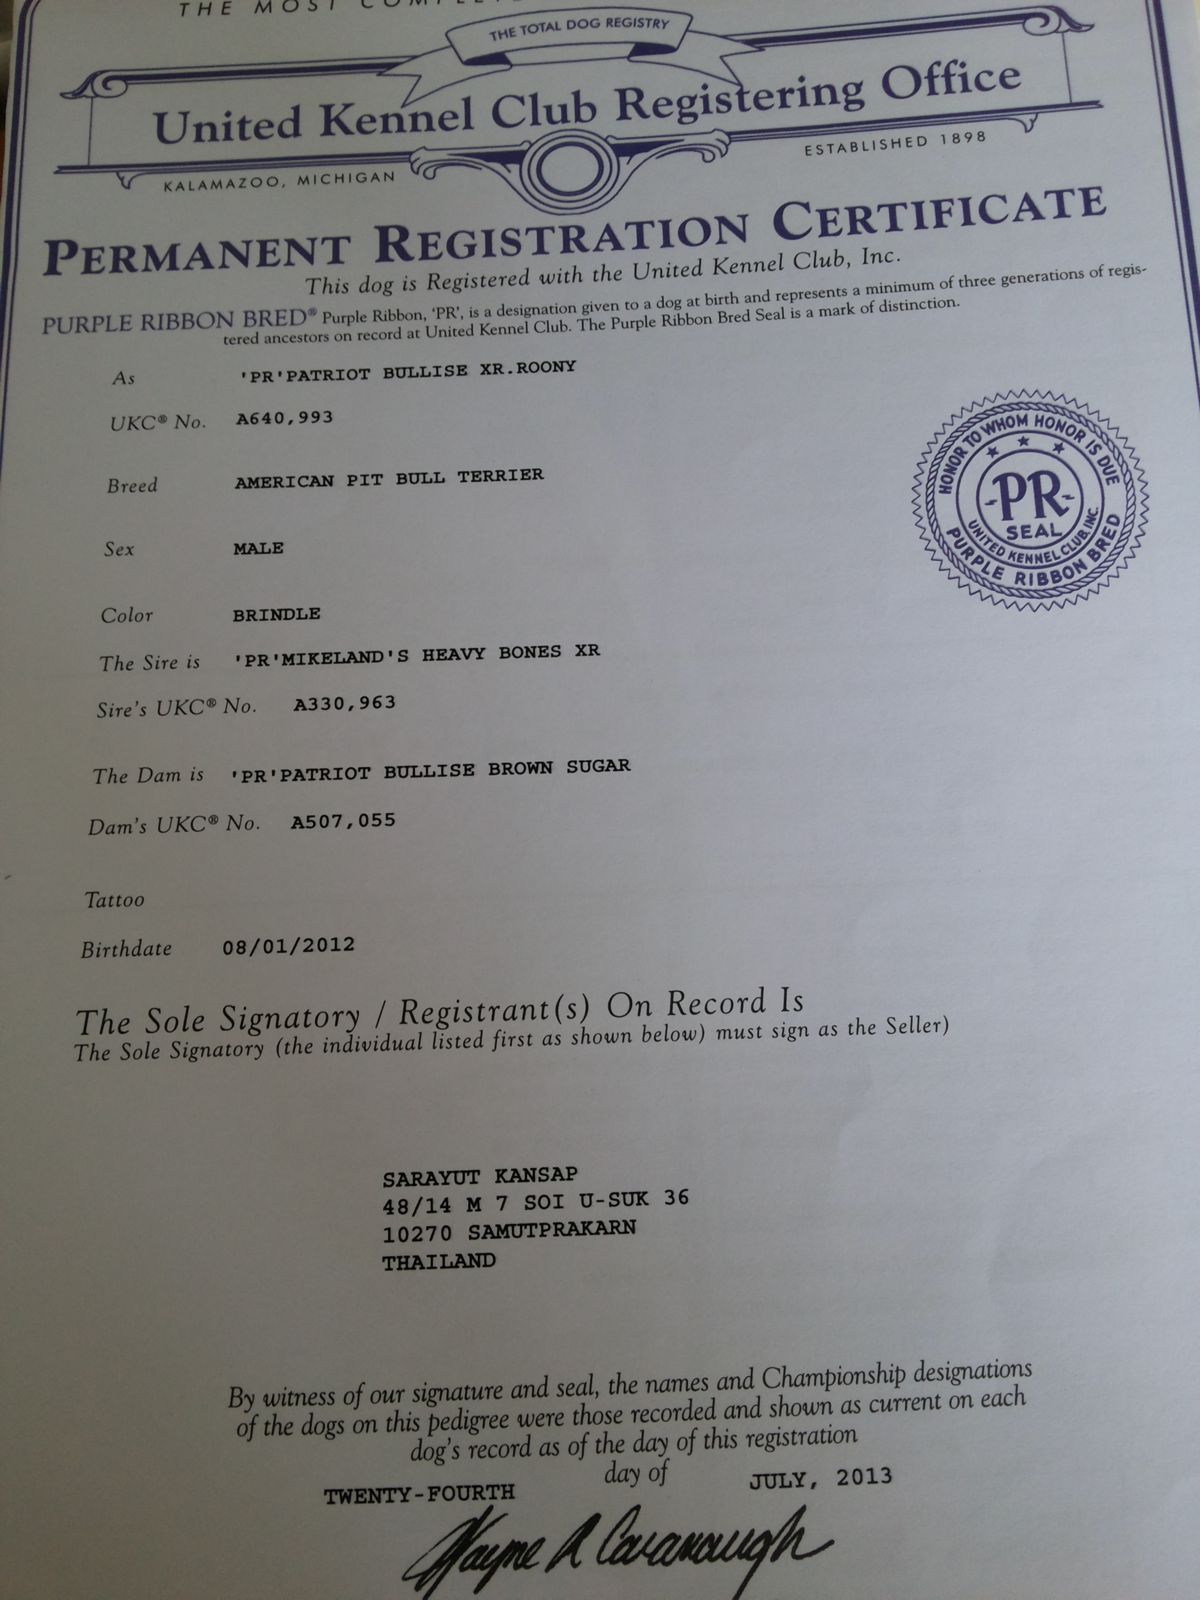 THE MOST
THE TOTAL DOG REGISTRY
United Kennel Club Registering Office
KALAMAZOO, MICHIGAN
ESTABLISHED 1898
PERMANENT REGISTRATION CERTIFICATE
This dog is Registered with the United Kennel Club, Inc.
PURPLE RIBBON BRED® Purple Ribbon, 'PR', is a designation given to a dog at birth and represents a minimum of three generations of regis-
tered ancestors on record at United Kennel Club. The Purple Ribbon Bred Seal is a mark of distinction.
As 'PR'PATRIOT BULLISE XR.ROONY
UKC® No. A640,993
HONOR TO WHOM HONOR IS DUE
-PR-
SEAL
UNITED KENNEL CLUB, INC.
PURPLE RIBBON BRED
Breed AMERICAN PIT BULL TERRIER
Sex MALE
Color BRINDLE
The Sire is 'PR'MIKELAND'S HEAVY BONES XR
Sire's UKC® No. A330,963
The Dam is 'PR'PATRIOT BULLISE BROWN SUGAR
Dam's UKC® No. A507,055
Tattoo
Birthdate 08/01/2012
The Sole Signatory / Registrant(s) On Record Is
The Sole Signatory (the individual listed first as shown below) must sign as the Seller)
SARAYUT KANSAP
48/14 M 7 SOI U-SUK 36
10270 SAMUTPRAKARN
THAILAND
By witness of our signature and seal, the names and Championship designations
of the dogs on this pedigree were those recorded and shown as current on each
dog's record as of the day of this registration
TWENTY-FOURTH day of JULY, 2013
Wayne R Cavanaugh